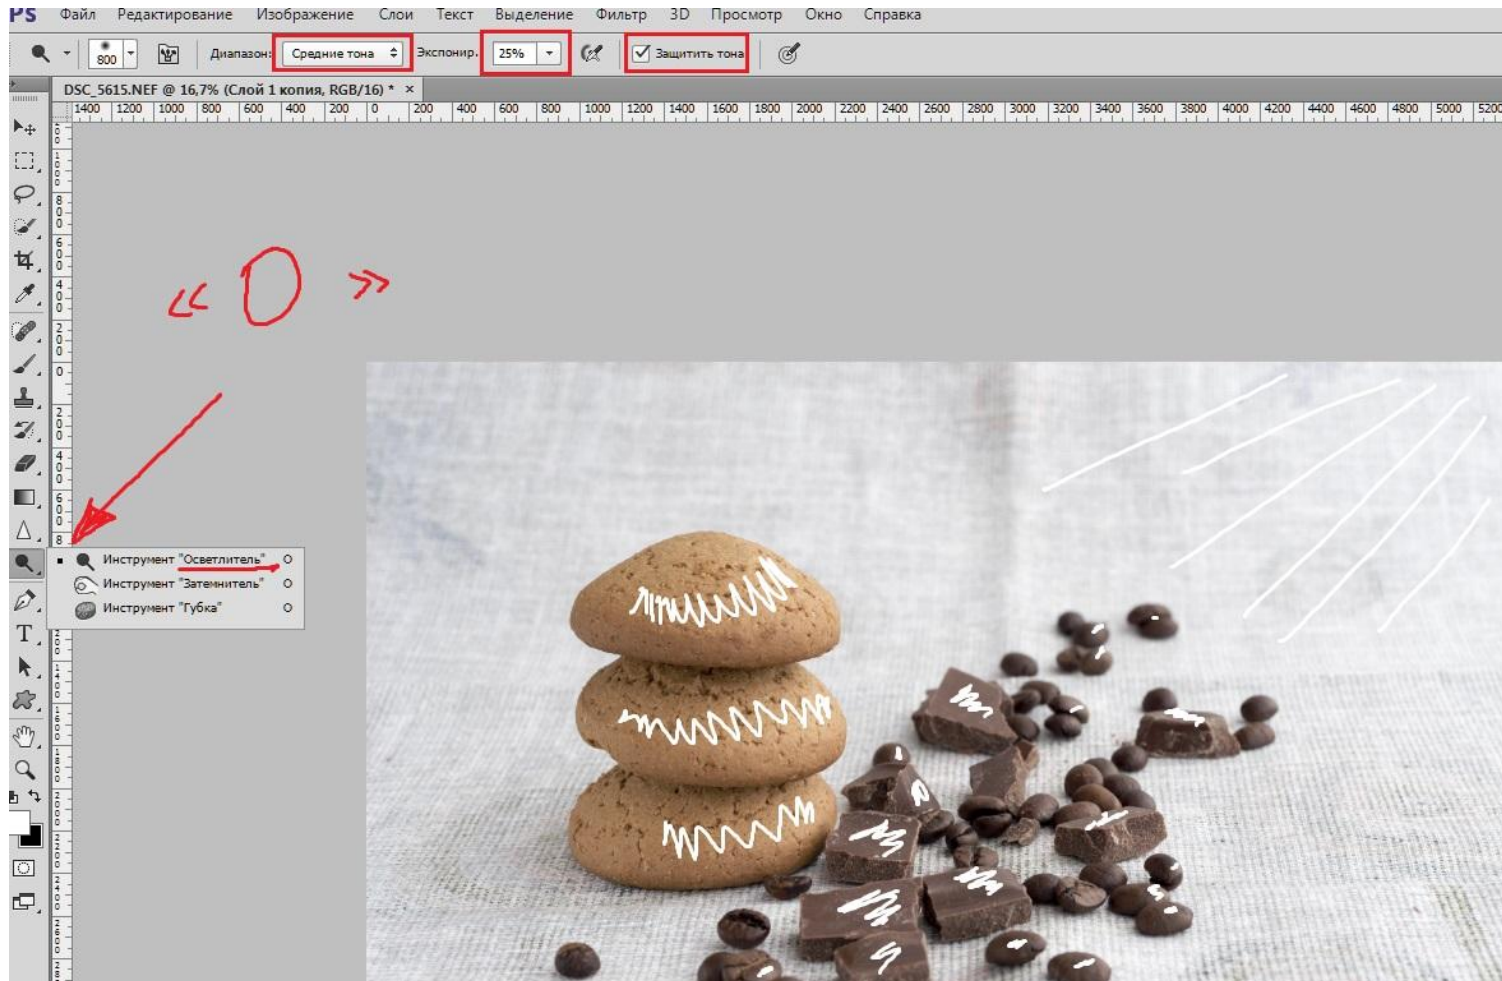 PS Файл Редактирование Изображение Слои Текст Выделение Фильтр 3D Просмотр Окно Справка
800 Диапазон: Средние тона Экспонир. 25% Защитить тона
DSC_5615.NEF @ 16,7% (Слой 1 копия, RGB/16) * ×
1400 1200 1000 800 600 400 200 0 200 400 600 800 1000 1200 1400 1600 1800 2000 2200 2400 2600 2800 3000 3200 3400 3600 3800 4000 4200 4400 4600 4800 5000 5200
« О »
Инструмент "Осветлитель" O
Инструмент "Затемнитель" O
Инструмент "Губка" O